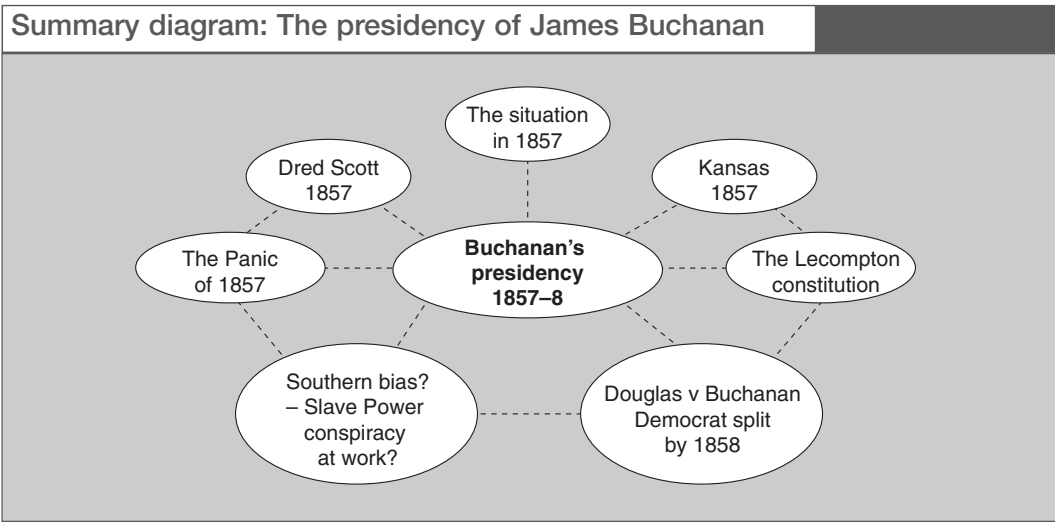 Summary diagram: The presidency of James Buchanan
The situation
in 1857
Dred Scott
1857
Kansas
1857
The Panic
of 1857
Buchanan’s
presidency
1857–8
The Lecompton
constitution
Southern bias?
– Slave Power
conspiracy
at work?
Douglas v Buchanan
Democrat split
by 1858